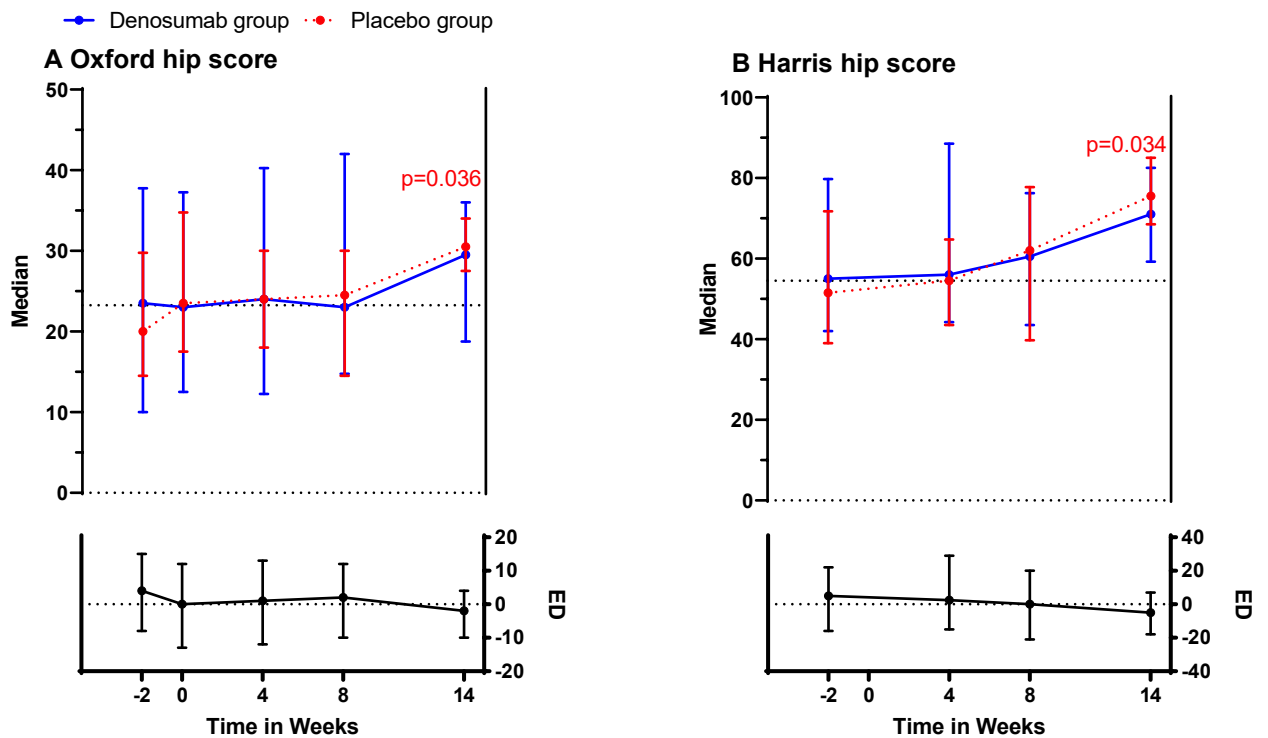 Denosumab group Placebo group
A Oxford hip score
50
40
30
20
10
0
Median
p=0.036
20
10
0
-10
-20
ED
-2 0 4 8 14
Time in Weeks
B Harris hip score
100
80
60
40
20
0
Median
p=0.034
40
20
0
-20
-40
ED
-2 0 4 8 14
Time in Weeks